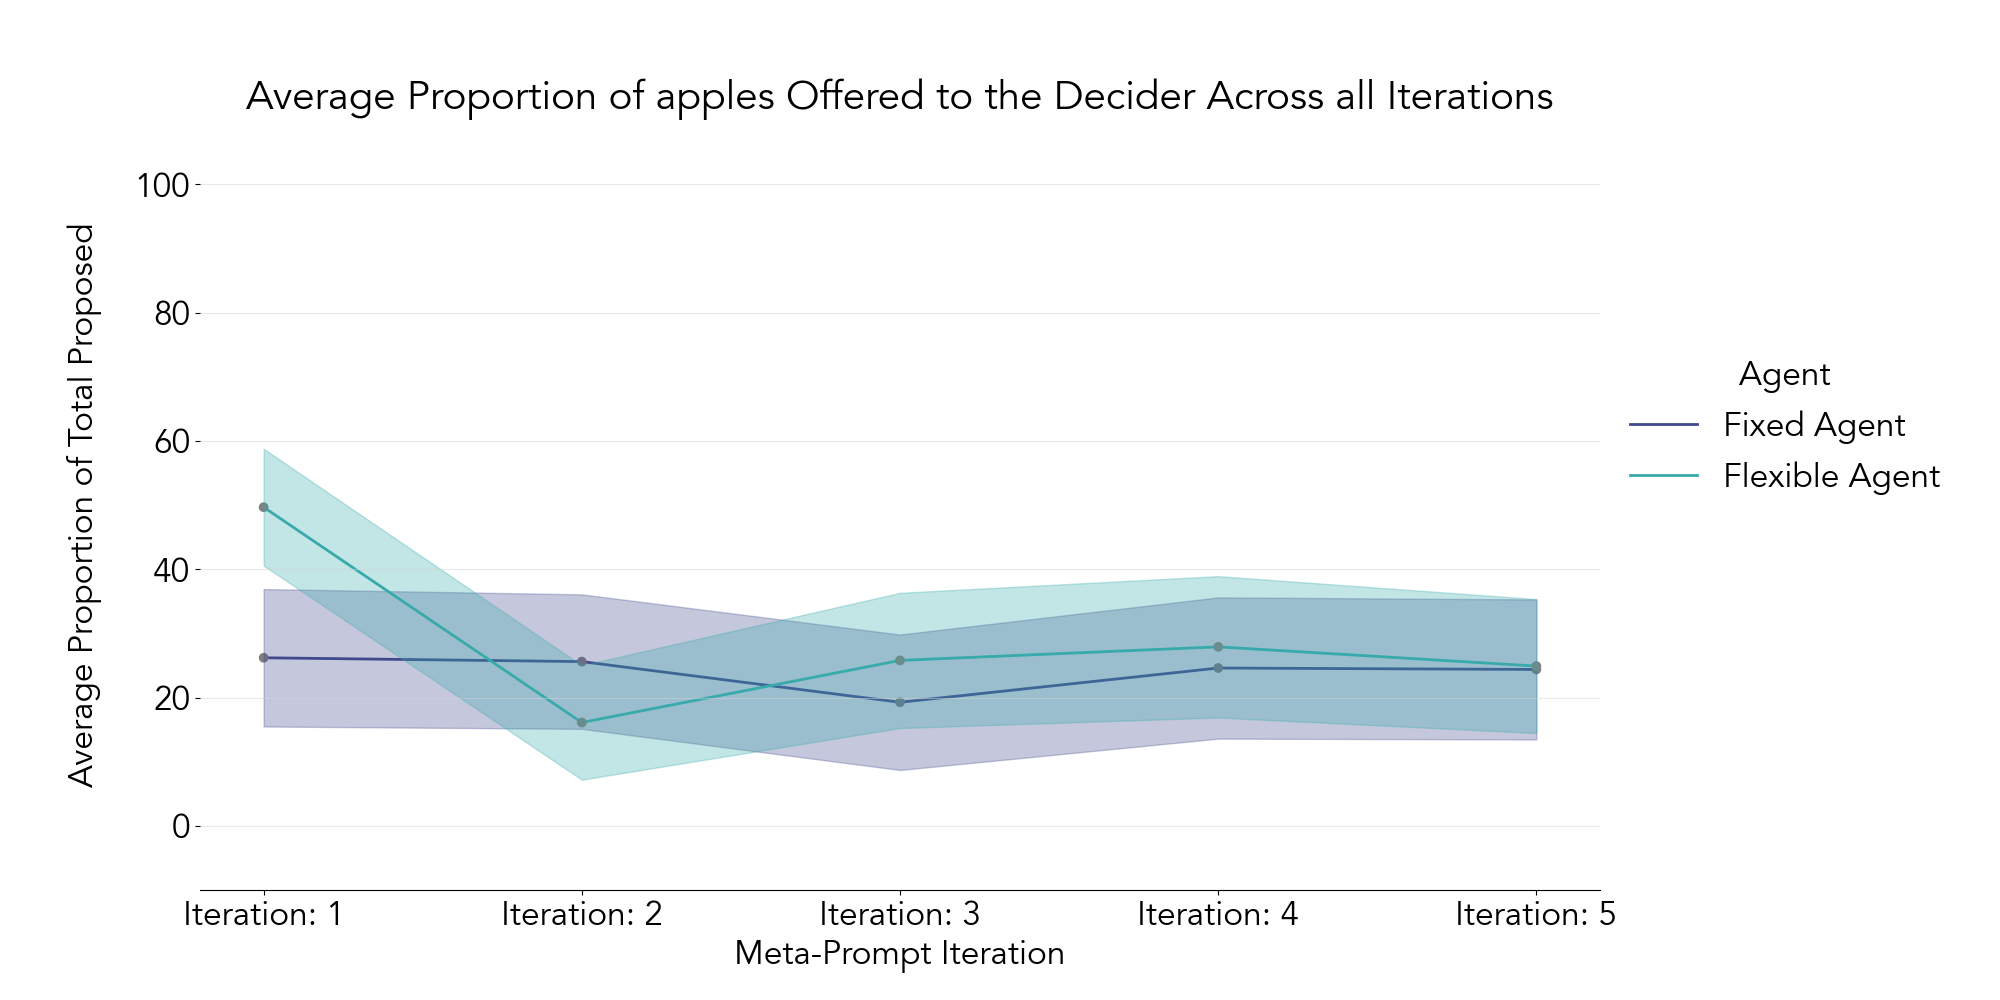 Average Proportion of apples Offered to the Decider Across all Iterations
Average Proportion of Total Proposed
100
80
60
40
20
0
Iteration: 1
Iteration: 2
Iteration: 3
Iteration: 4
Iteration: 5
Meta-Prompt Iteration
Agent
Fixed Agent
Flexible Agent